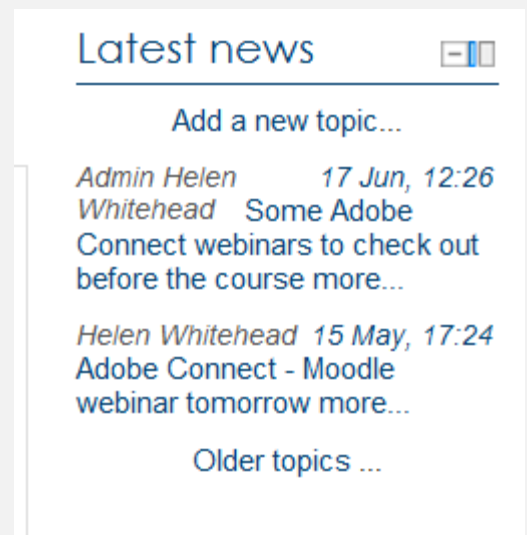 Latest news
Add a new topic...
Admin Helen 17 Jun, 12:26
Whitehead Some Adobe
Connect webinars to check out
before the course more...
Helen Whitehead 15 May, 17:24
Adobe Connect - Moodle
webinar tomorrow more...
Older topics ...